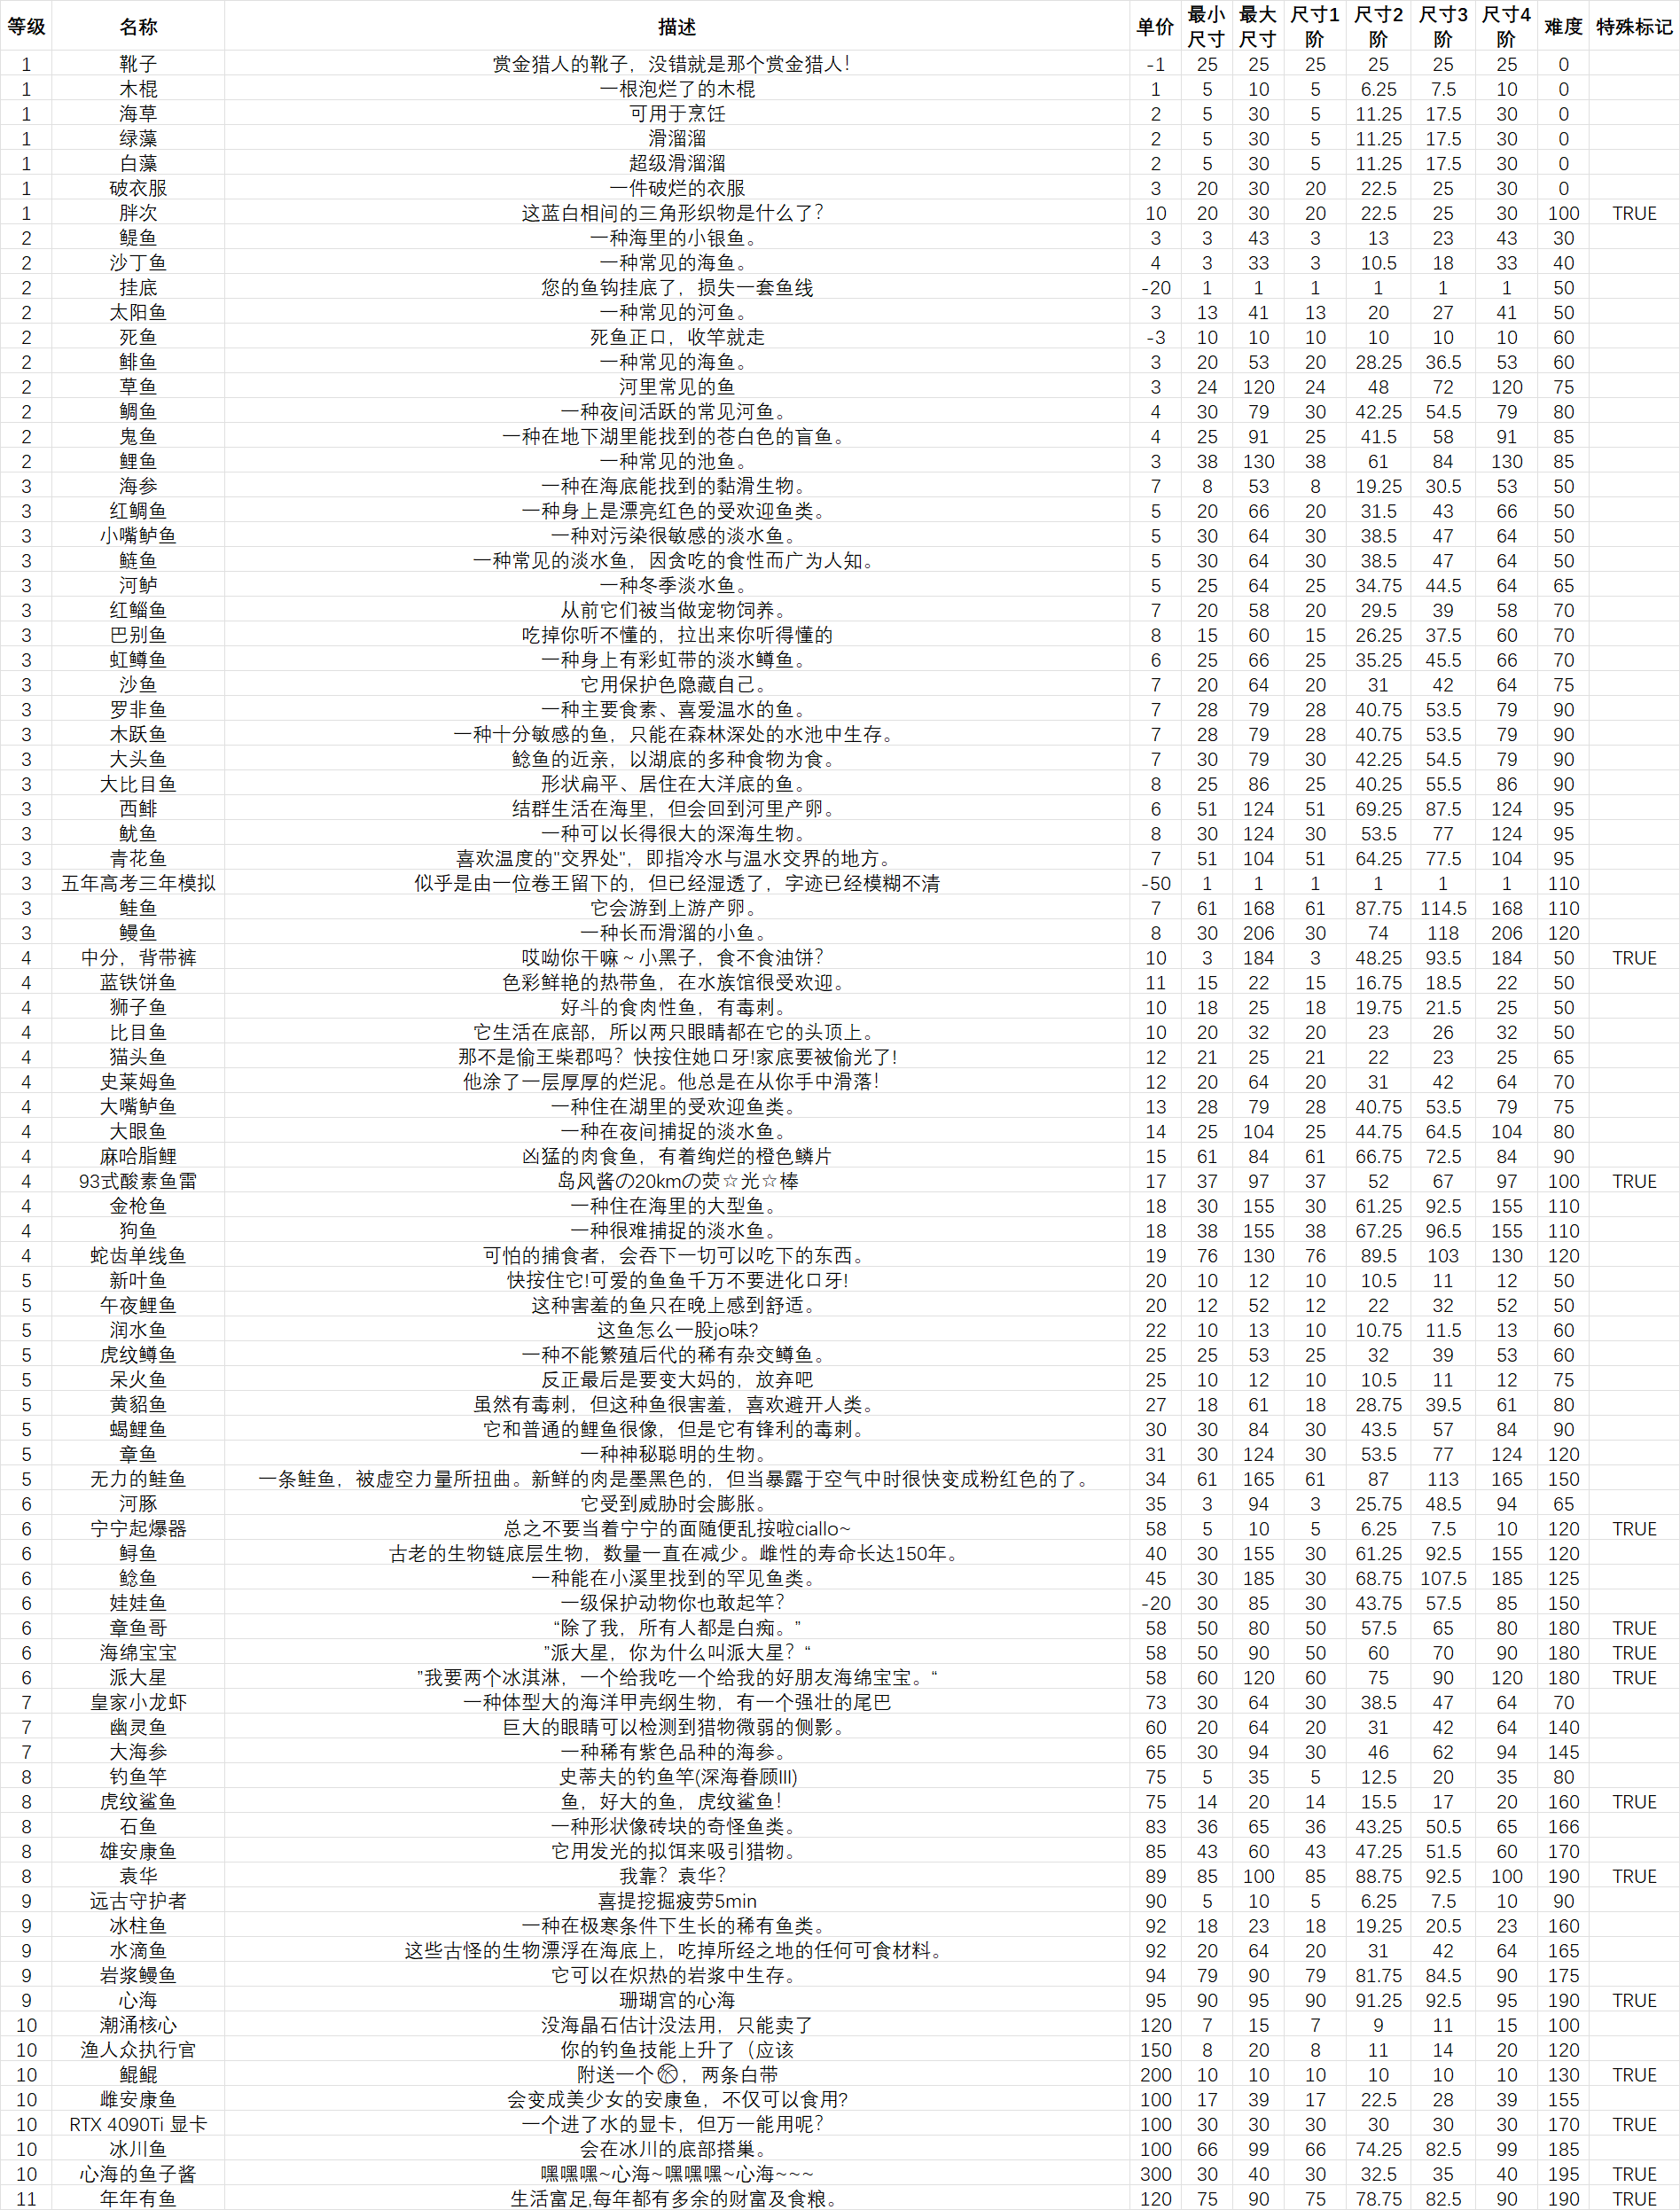 等级 名称 描述 单价 最小尺寸 最大尺寸 尺寸1阶 尺寸2阶 尺寸3阶 尺寸4阶 难度 特殊标记
1 靴子 赏金猎人的靴子，没错就是那个赏金猎人！ -1 25 25 25 25 25 25 0
1 木棍 一根泡烂了的木棍 1 5 10 5 6.25 7.5 10 0
1 海草 可用于烹饪 2 5 30 5 11.25 17.5 30 0
1 绿藻 滑溜溜 2 5 30 5 11.25 17.5 30 0
1 白藻 超级滑溜溜 2 5 30 5 11.25 17.5 30 0
1 破衣服 一件破烂的衣服 3 20 30 20 22.5 25 30 0
1 胖次 这蓝白相间的三角形织物是什么了？ 10 20 30 20 22.5 25 30 100 TRUE
2 鳀鱼 一种海里的小银鱼。 3 3 43 3 13 23 43 30
2 沙丁鱼 一种常见的海鱼。 4 3 33 3 10.5 18 33 40
2 挂底 您的鱼钩挂底了，损失一套鱼线 -20 1 1 1 1 1 1 50
2 太阳鱼 一种常见的河鱼。 3 13 41 13 20 27 41 50
2 死鱼 死鱼正口，收竿就走 -3 10 10 10 10 10 10 60
2 鲱鱼 一种常见的海鱼。 3 20 53 20 28.25 36.5 53 60
2 草鱼 河里常见的鱼 3 24 120 24 48 72 120 75
2 鲷鱼 一种夜间活跃的常见河鱼。 4 30 79 30 42.25 54.5 79 80
2 鬼鱼 一种在地下湖里能找到的苍白色的盲鱼。 4 25 91 25 41.5 58 91 85
2 鲤鱼 一种常见的池鱼。 3 38 130 38 61 84 130 85
3 海参 一种在海底能找到的黏滑生物。 7 8 53 8 19.25 30.5 53 50
3 红鲷鱼 一种身上是漂亮红色的受欢迎鱼类。 5 20 66 20 31.5 43 66 50
3 小嘴鲈鱼 一种对污染很敏感的淡水鱼。 5 30 64 30 38.5 47 64 50
3 鲢鱼 一种常见的淡水鱼，因贪吃的食性而广为人知。 5 30 64 30 38.5 47 64 50
3 河鲈 一种冬季淡水鱼。 5 25 64 25 34.75 44.5 64 65
3 红鲻鱼 从前它们被当做宠物饲养。 7 20 58 20 29.5 39 58 70
3 巴别鱼 吃掉你听不懂的，拉出来你听得懂的 8 15 60 15 26.25 37.5 60 70
3 虹鳟鱼 一种身上有彩虹带的淡水鳟鱼。 6 25 66 25 35.25 45.5 66 70
3 沙鱼 它用保护色隐藏自己。 7 20 64 20 31 42 64 75
3 罗非鱼 一种主要食素、喜爱温水的鱼。 7 28 79 28 40.75 53.5 79 90
3 木跃鱼 一种十分敏感的鱼，只能在森林深处的水池中生存。 7 28 79 28 40.75 53.5 79 90
3 大头鱼 鲶鱼的近亲，以湖底的多种食物为食。 7 30 79 30 42.25 54.5 79 90
3 大比目鱼 形状扁平、居住在大洋底的鱼。 8 25 86 25 40.25 55.5 86 90
3 西鲱 结群生活在海里，但会回到河里产卵。 6 51 124 51 69.25 87.5 124 95
3 鱿鱼 一种可以长得很大的深海生物。 8 30 124 30 53.5 77 124 95
3 青花鱼 喜欢温度的"交界处"，即指冷水与温水交界的地方。 7 51 104 51 64.25 77.5 104 95
3 五年高考三年模拟 似乎是由一位卷王留下的，但已经湿透了，字迹已经模糊不清 -50 1 1 1 1 1 1 110
3 鲑鱼 它会游到上游产卵。 7 61 168 61 87.75 114.5 168 110
3 鳗鱼 一种长而滑溜的小鱼。 8 30 206 30 74 118 206 120
4 中分，背带裤 哎呦你干嘛～小黑子，食不食油饼？ 10 3 184 3 48.25 93.5 184 50 TRUE
4 蓝铁饼鱼 色彩鲜艳的热带鱼，在水族馆很受欢迎。 11 15 22 15 16.75 18.5 22 50
4 狮子鱼 好斗的食肉性鱼，有毒刺。 10 18 25 18 19.75 21.5 25 50
4 比目鱼 它生活在底部，所以两只眼睛都在它的头顶上。 10 20 32 20 23 26 32 50
4 猫头鱼 那不是偷王柴郡吗？快按住她口牙!家底要被偷光了! 12 21 25 21 22 23 25 65
4 史莱姆鱼 他涂了一层厚厚的烂泥。他总是在从你手中滑落！ 12 20 64 20 31 42 64 70
4 大嘴鲈鱼 一种住在湖里的受欢迎鱼类。 13 28 79 28 40.75 53.5 79 75
4 大眼鱼 一种在夜间捕捉的淡水鱼。 14 25 104 25 44.75 64.5 104 80
4 麻哈脂鲤 凶猛的肉食鱼，有着绚烂的橙色鳞片 15 61 84 61 66.75 72.5 84 90
4 93式酸素鱼雷 岛风酱の20kmの荧☆光☆棒 17 37 97 37 52 67 97 100 TRUE
4 金枪鱼 一种住在海里的大型鱼。 18 30 155 30 61.25 92.5 155 110
4 狗鱼 一种很难捕捉的淡水鱼。 18 38 155 38 67.25 96.5 155 110
4 蛇齿单线鱼 可怕的捕食者，会吞下一切可以吃下的东西。 19 76 130 76 89.5 103 130 120
5 新叶鱼 快按住它!可爱的鱼鱼千万不要进化口牙! 20 10 12 10 10.5 11 12 50
5 午夜鲤鱼 这种害羞的鱼只在晚上感到舒适。 20 12 52 12 22 32 52 50
5 润水鱼 这鱼怎么一股jo味? 22 10 13 10 10.75 11.5 13 60
5 虎纹鳟鱼 一种不能繁殖后代的稀有杂交鳟鱼。 25 25 53 25 32 39 53 60
5 呆火鱼 反正最后是要变大妈的，放弃吧 25 10 12 10 10.5 11 12 75
5 黄貂鱼 虽然有毒刺，但这种鱼很害羞，喜欢避开人类。 27 18 61 18 28.75 39.5 61 80
5 蝎鲤鱼 它和普通的鲤鱼很像，但是它有锋利的毒刺。 30 30 84 30 43.5 57 84 90
5 章鱼 一种神秘聪明的生物。 31 30 124 30 53.5 77 124 120
5 无力的鲑鱼 一条鲑鱼，被虚空力量所扭曲。新鲜的肉是墨黑色的，但当暴露于空气中时很快变成粉红色的了。 34 61 165 61 87 113 165 150
6 河豚 它受到威胁时会膨胀。 35 3 94 3 25.75 48.5 94 65
6 宁宁起爆器 总之不要当着宁宁的面随便乱按啦ciallo~ 58 5 10 5 6.25 7.5 10 120 TRUE
6 鲟鱼 古老的生物链底层生物，数量一直在减少。雌性的寿命长达150年。 40 30 155 30 61.25 92.5 155 120
6 鲶鱼 一种能在小溪里找到的罕见鱼类。 45 30 185 30 68.75 107.5 185 125
6 娃娃鱼 一级保护动物你也敢起竿？ -20 30 85 30 43.75 57.5 85 150
6 章鱼哥 “除了我，所有人都是白痴。” 58 50 80 50 57.5 65 80 180 TRUE
6 海绵宝宝 ”派大星，你为什么叫派大星？“ 58 50 90 50 60 70 90 180 TRUE
6 派大星 ”我要两个冰淇淋，一个给我吃一个给我的好朋友海绵宝宝。“ 58 60 120 60 75 90 120 180 TRUE
7 皇家小龙虾 一种体型大的海洋甲壳纲生物，有一个强壮的尾巴 73 30 64 30 38.5 47 64 70
7 幽灵鱼 巨大的眼睛可以检测到猎物微弱的侧影。 60 20 64 20 31 42 64 140
7 大海参 一种稀有紫色品种的海参。 65 30 94 30 46 62 94 145
8 钓鱼竿 史蒂夫的钓鱼竿(深海眷顾III) 75 5 35 5 12.5 20 35 80
8 虎纹鲨鱼 鱼，好大的鱼，虎纹鲨鱼！ 75 14 20 14 15.5 17 20 160 TRUE
8 石鱼 一种形状像砖块的奇怪鱼类。 83 36 65 36 43.25 50.5 65 166
8 雄安康鱼 它用发光的拟饵来吸引猎物。 85 43 60 43 47.25 51.5 60 170
8 袁华 我靠？袁华？ 89 85 100 85 88.75 92.5 100 190 TRUE
9 远古守护者 喜提挖掘疲劳5min 90 5 10 5 6.25 7.5 10 90
9 冰柱鱼 一种在极寒条件下生长的稀有鱼类。 92 18 23 18 19.25 20.5 23 160
9 水滴鱼 这些古怪的生物漂浮在海底上，吃掉所经之地的任何可食材料。 92 20 64 20 31 42 64 165
9 岩浆鳗鱼 它可以在炽热的岩浆中生存。 94 79 90 79 81.75 84.5 90 175
9 心海 珊瑚宫的心海 95 90 95 90 91.25 92.5 95 190 TRUE
10 潮涌核心 没海晶石估计没法用，只能卖了 120 7 15 7 9 11 15 100
10 渔人众执行官 你的钓鱼技能上升了（应该 150 8 20 8 11 14 20 120
10 鲲鲲 附送一个🏀，两条白带 200 10 10 10 10 10 10 130 TRUE
10 雌安康鱼 会变成美少女的安康鱼，不仅可以食用? 100 17 39 17 22.5 28 39 155
10 RTX 4090Ti 显卡 一个进了水的显卡，但万一能用呢？ 100 30 30 30 30 30 30 170 TRUE
10 冰川鱼 会在冰川的底部搭巢。 100 66 99 66 74.25 82.5 99 185
10 心海的鱼子酱 嘿嘿嘿~心海~嘿嘿嘿~心海~~~ 300 30 40 30 32.5 35 40 195 TRUE
11 年年有鱼 生活富足,每年都有多余的财富及食粮。 120 75 90 75 78.75 82.5 90 190 TRUE